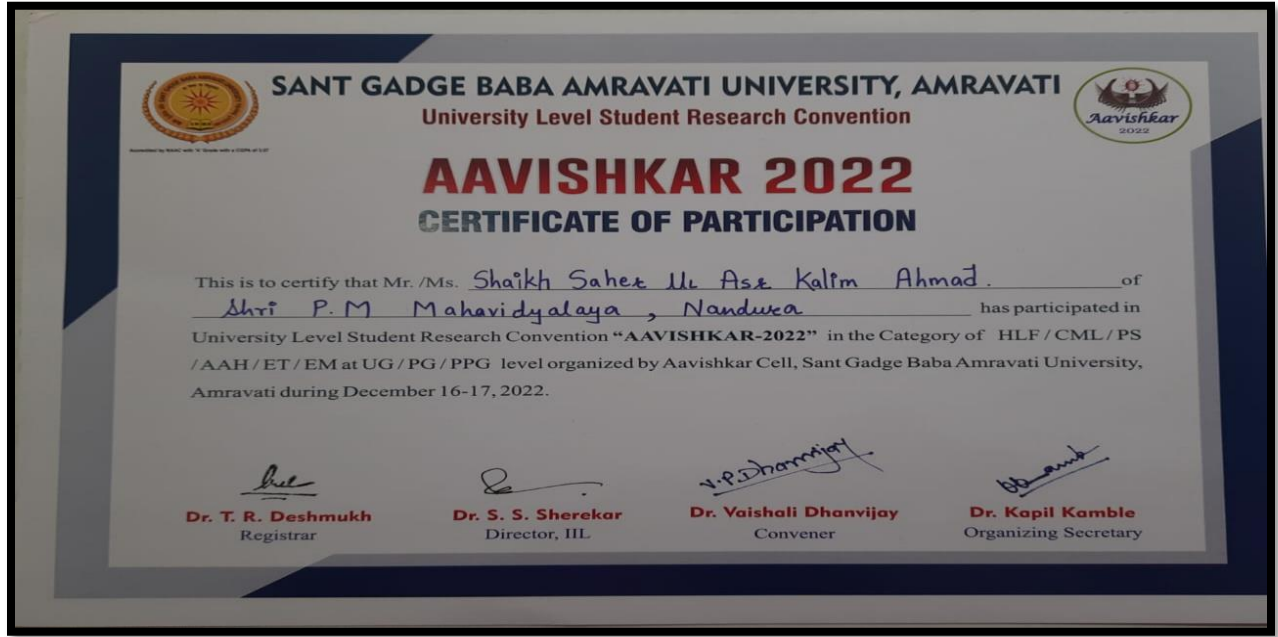 SANT GADGE BABA AMRAVATI UNIVERSITY, AMRAVATI
University Level Student Research Convention
Aavishkar
2022
AAVISHKAR 2022
CERTIFICATE OF PARTICIPATION
This is to certify that Mr. /Ms. Shaikh Saher Ul Asr Kalim Ahmad. of
Shri P.M Mahavidyalaya, Nandura has participated in
University Level Student Research Convention “AAVISHKAR-2022” in the Category of HLF / CML / PS
/ AAH / ET / EM at UG / PG / PPG level organized by Aavishkar Cell, Sant Gadge Baba Amravati University,
Amravati during December 16-17, 2022.
V.P.Dhanvijay
Dr. T. R. Deshmukh
Registrar
Dr. S. S. Sherekar
Director, IIL
Dr. Vaishali Dhanvijay
Convener
Dr. Kapil Kamble
Organizing Secretary